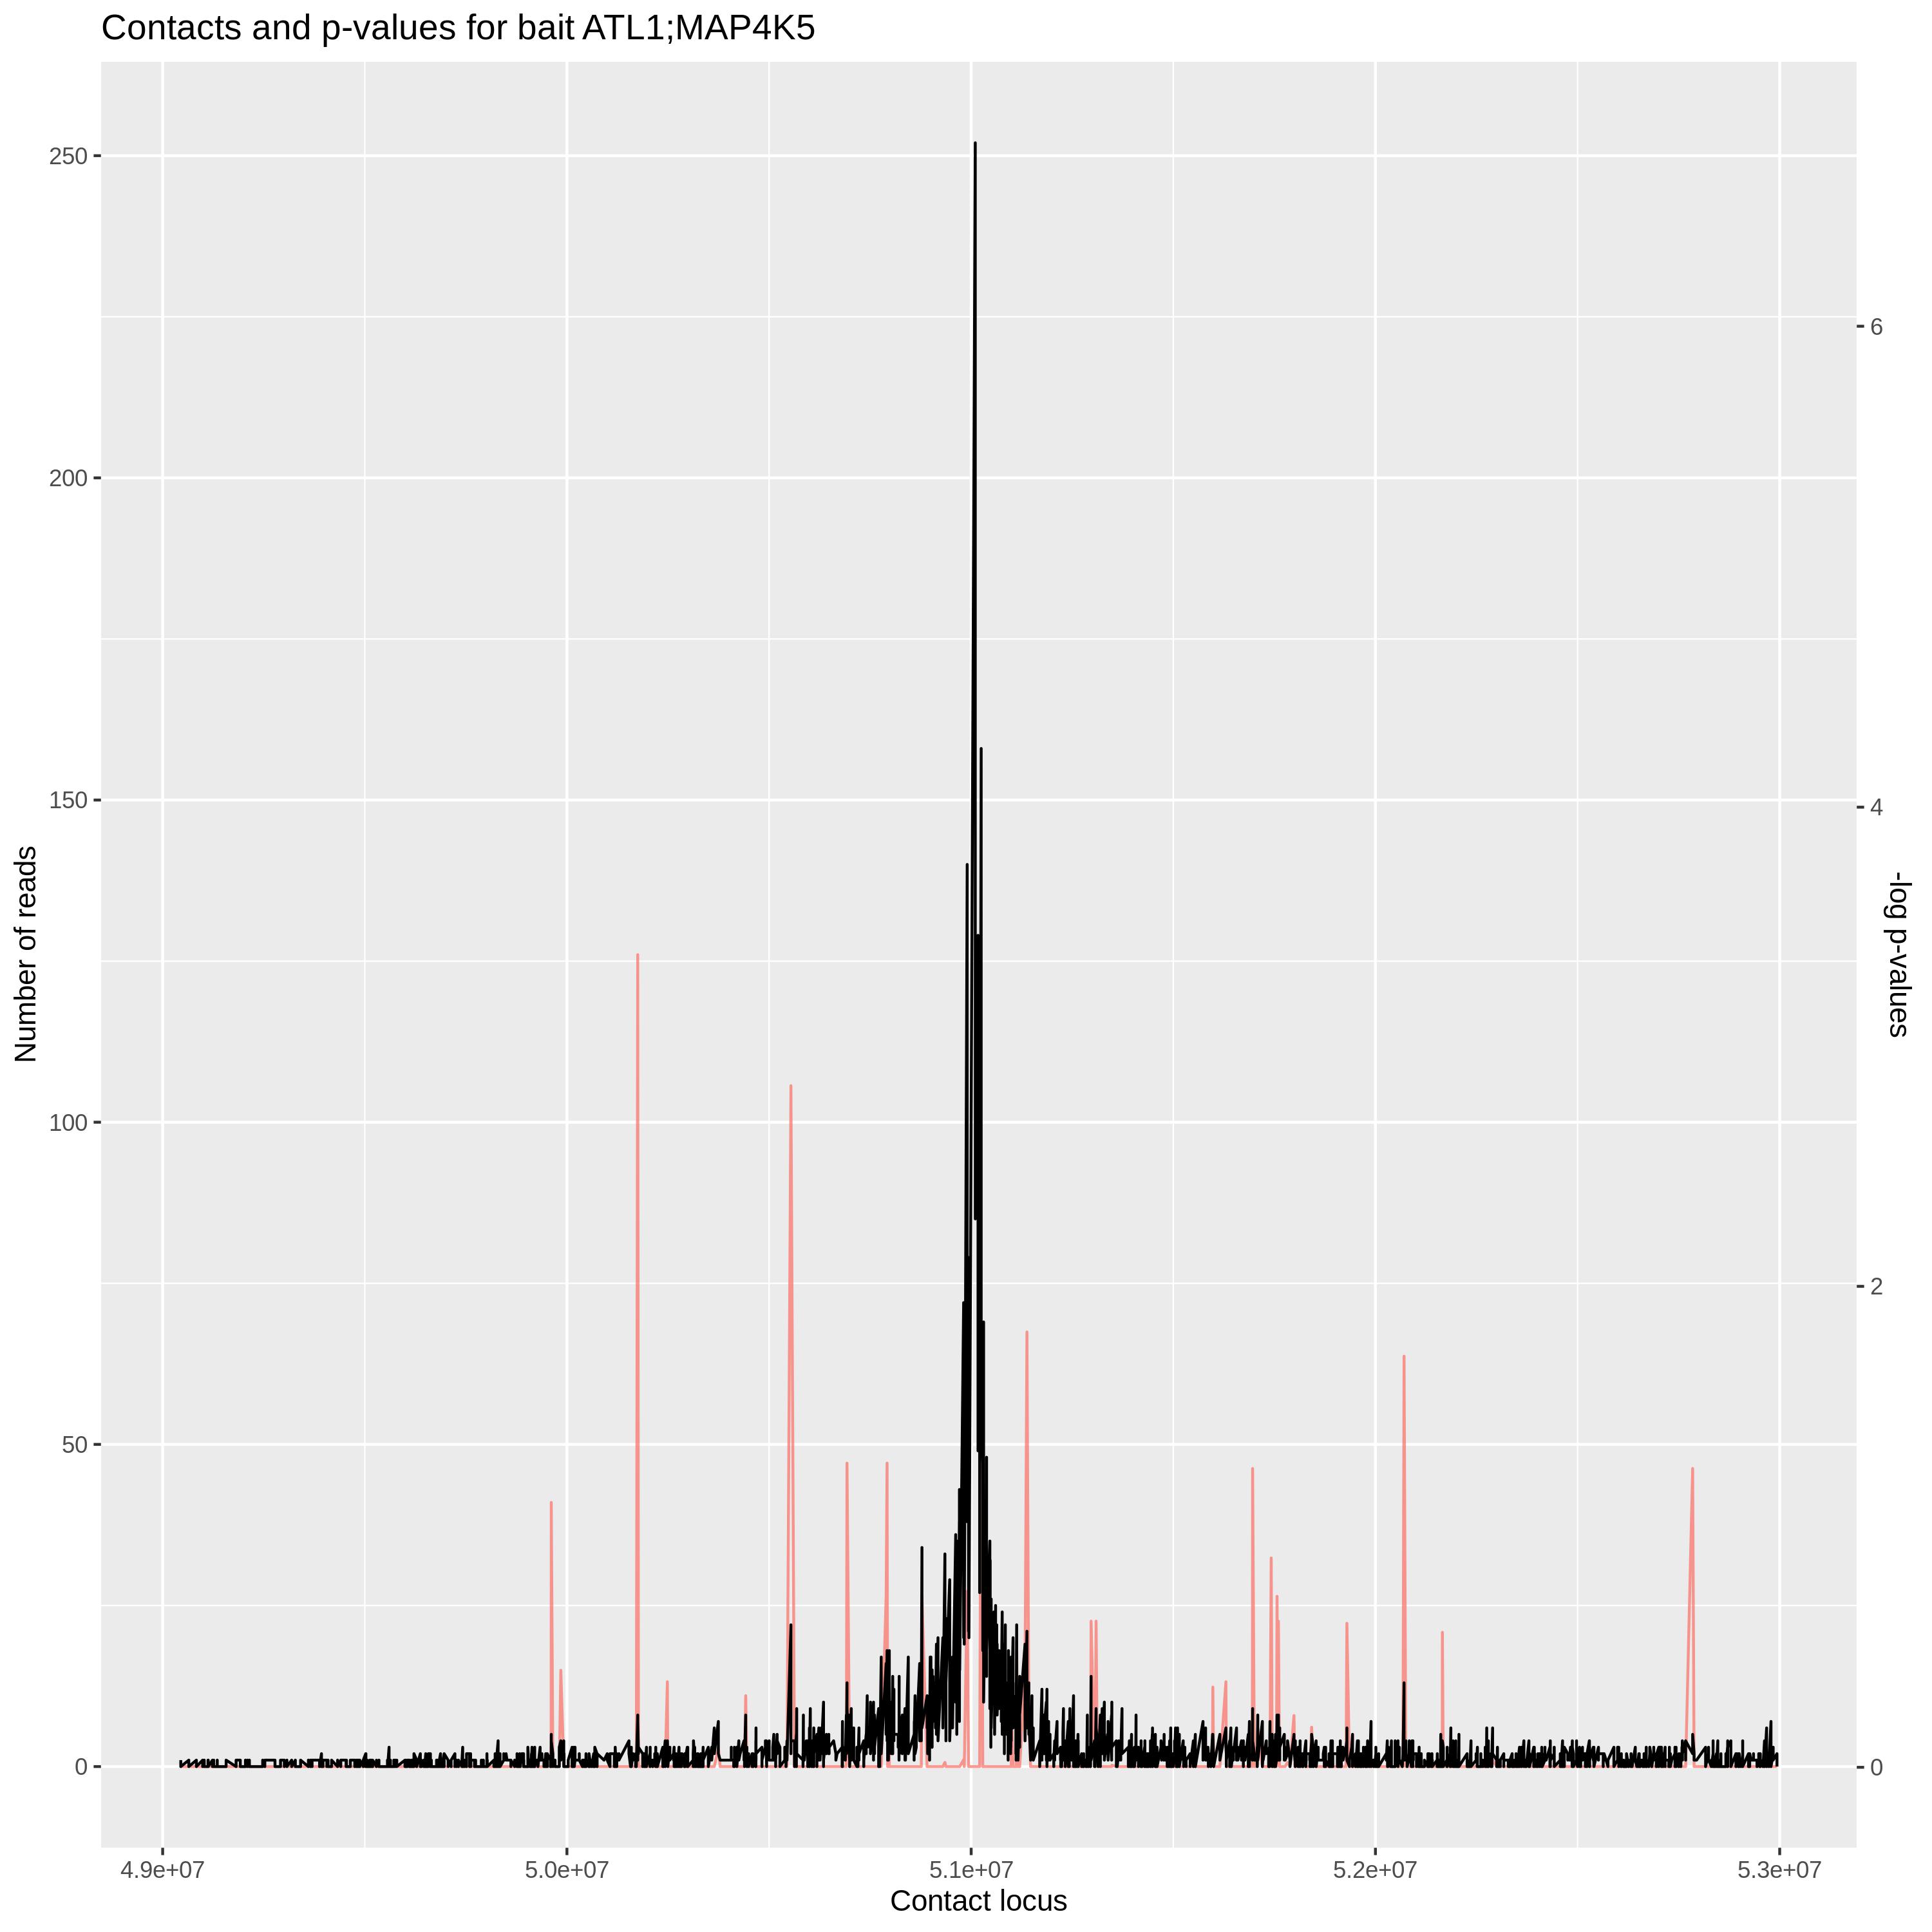 Contacts and p-values for bait ATL1;MAP4K5
250
200
150
100
50
0
Number of reads
6
4
2
0
-log p-values
4.9e+07 5.0e+07 5.1e+07 5.2e+07 5.3e+07
Contact locus